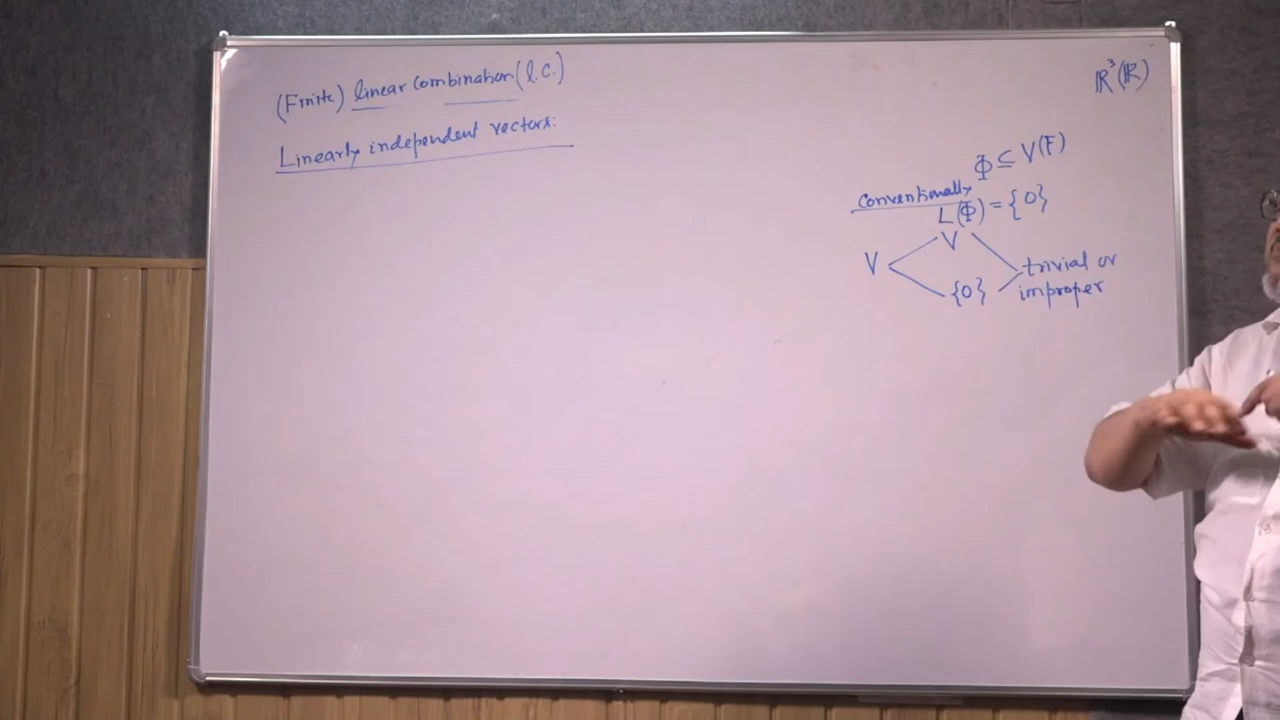 (Finite) linear combination (l.c.)
Linearly independent vectors:
ℝ³(ℝ)
Φ ⊆ V(F)
Conventionally
L(Φ) = {0}
V
V
{0}
trivial or
improper